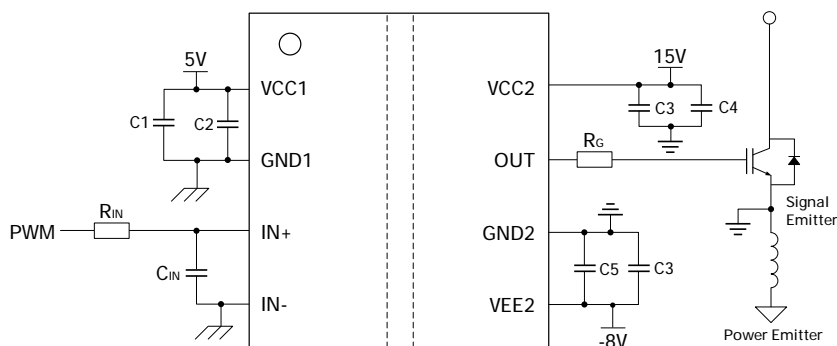 5V
VCC1
C1
C2
GND1
PWM
RIN
IN+
CIN
IN-
15V
VCC2
C3
C4
OUT
RG
Signal
Emitter
GND2
C5
C3
VEE2
-8V
Power Emitter